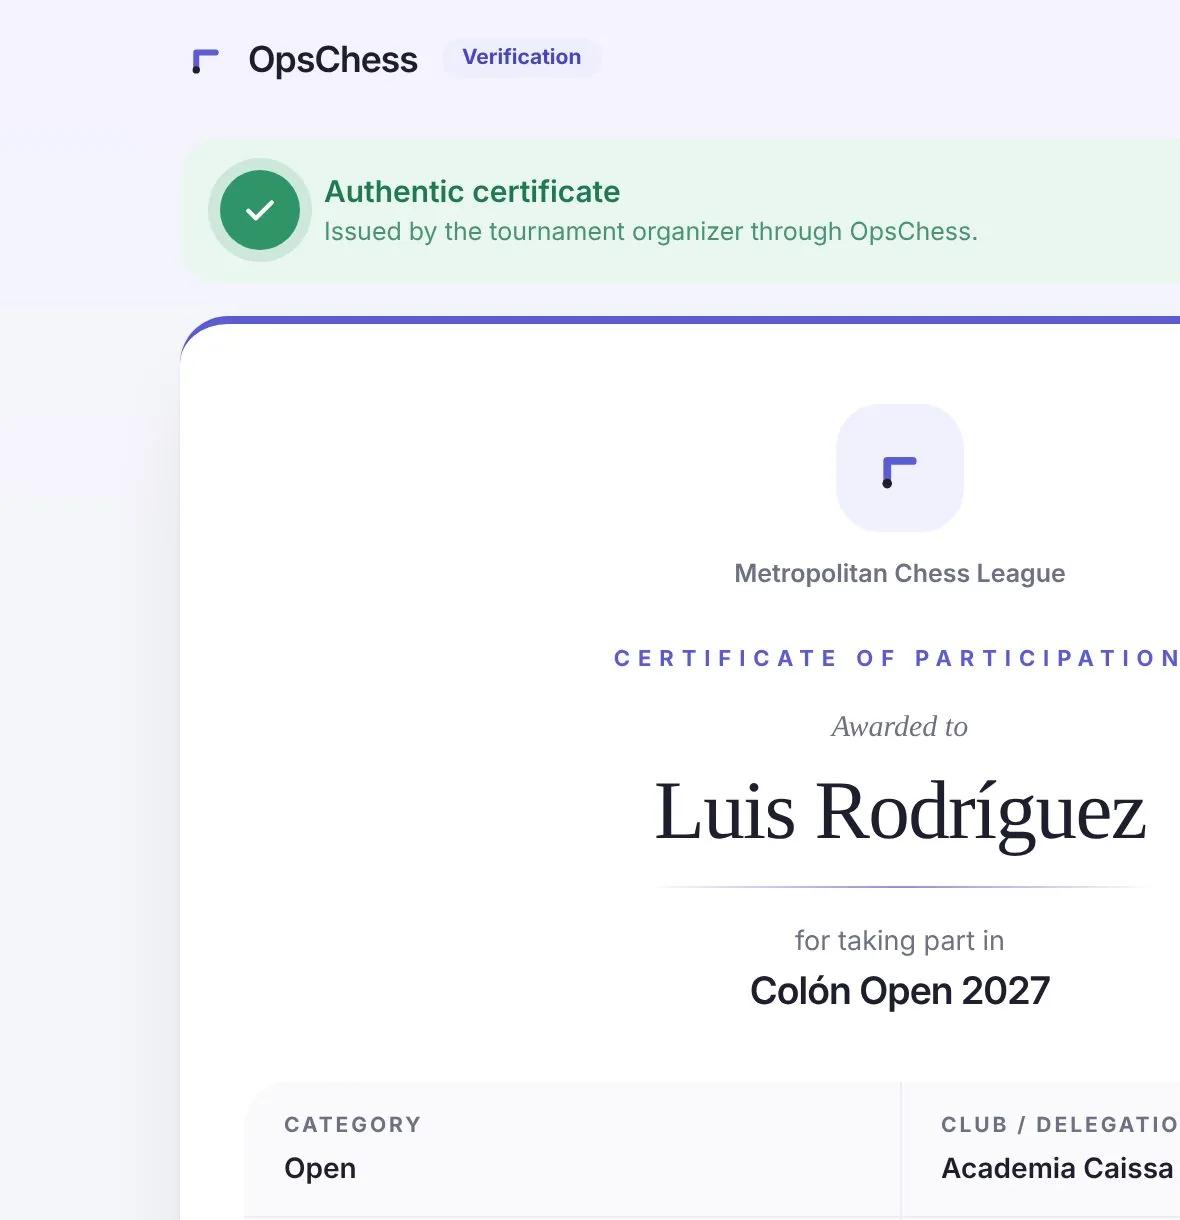 OpsChess Verification
Authentic certificate
Issued by the tournament organizer through OpsChess.
Metropolitan Chess League
CERTIFICATE OF PARTICIPATION
Awarded to
Luis Rodríguez
for taking part in
Colón Open 2027
CATEGORY
Open
CLUB / DELEGATIO
Academia Caissa